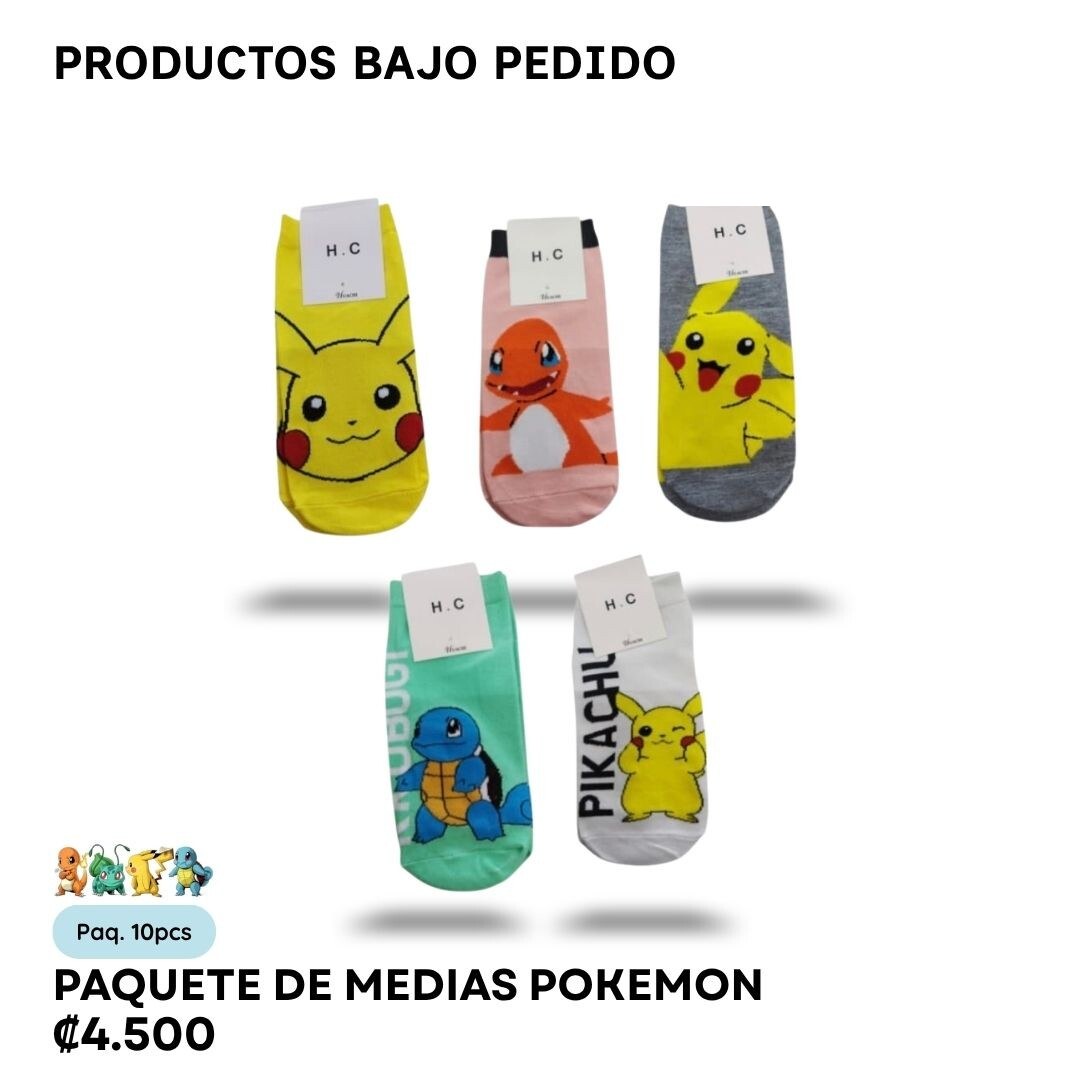 PRODUCTOS BAJO PEDIDO
H.C
H.C
H.C
H.C
H.C
PIKACHU
Paq. 10pcs
PAQUETE DE MEDIAS POKEMON
₡4.500